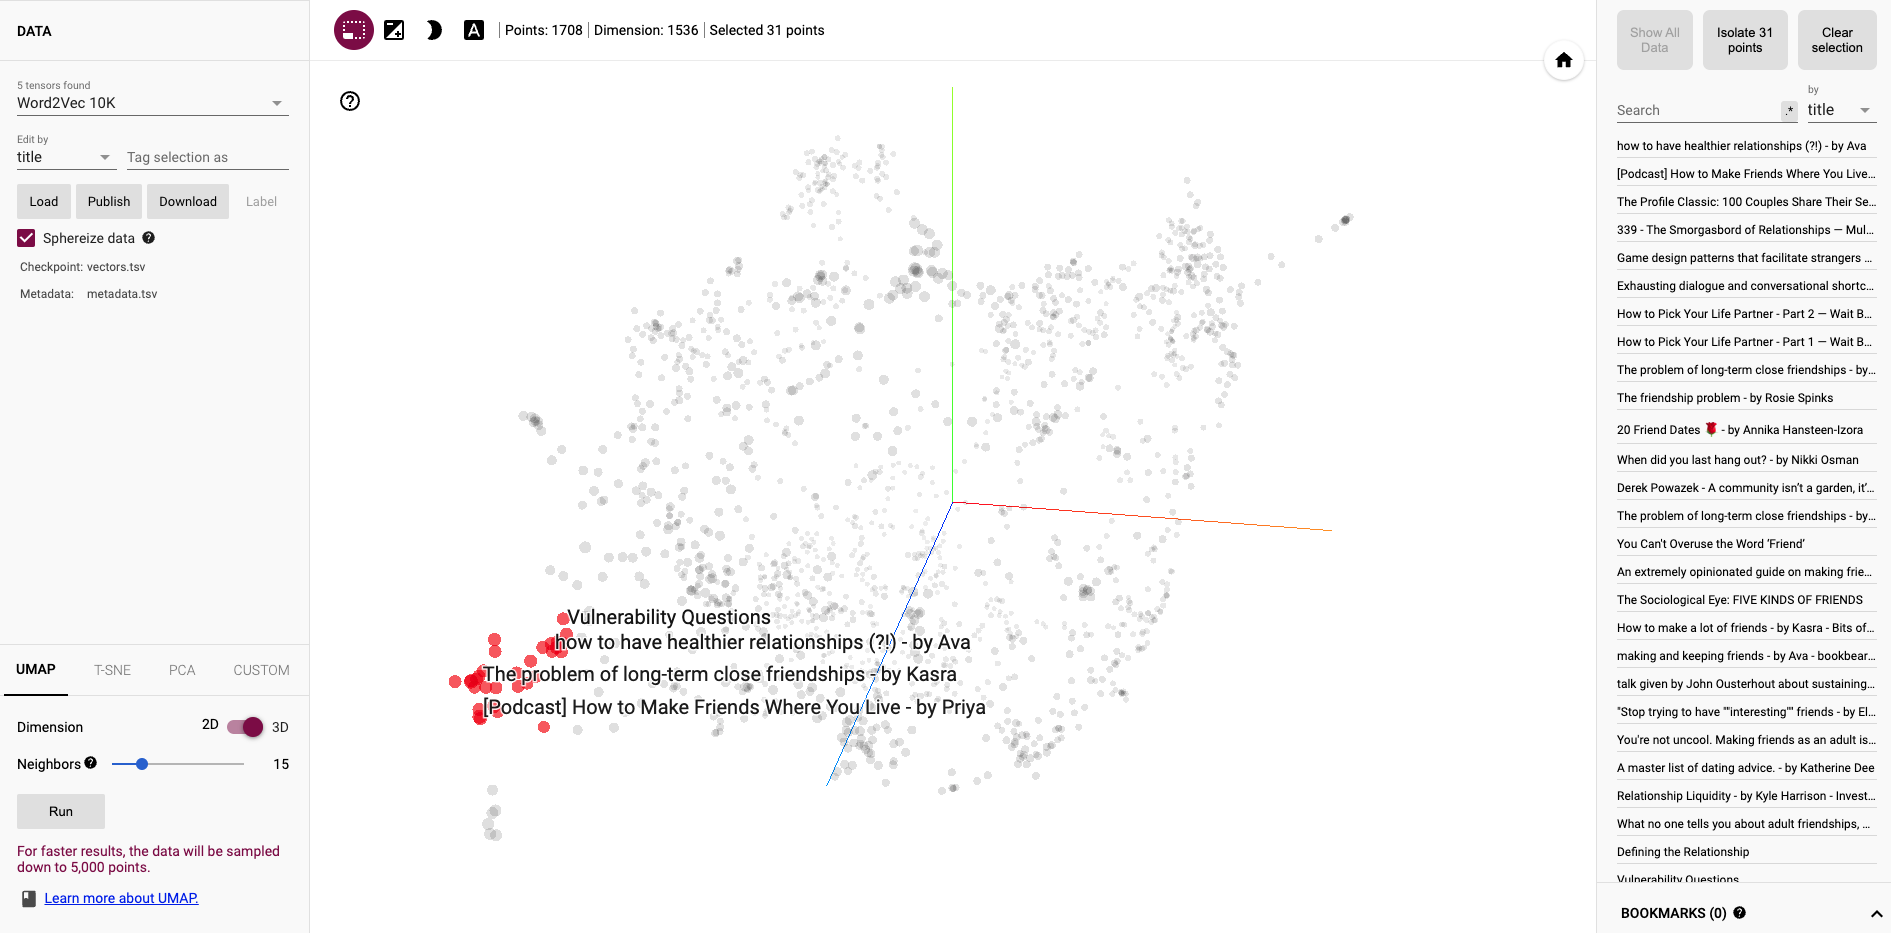 DATA
5 tensors found
Word2Vec 10K
Edit by
title
Tag selection as
Load
Publish
Download
Label
Sphereize data
Checkpoint: vectors.tsv
Metadata: metadata.tsv
UMAP
T-SNE
PCA
CUSTOM
Dimension
2D
3D
Neighbors
15
Run
For faster results, the data will be sampled
down to 5,000 points.
Learn more about UMAP.
A
Points: 1708
Dimension: 1536
Selected 31 points
Vulnerability Questions
how to have healthier relationships (?!) - by Ava
The problem of long-term close friendships - by Kasra
[Podcast] How to Make Friends Where You Live - by Priya
Show All
Data
Isolate 31
points
Clear
selection
Search
.*
by
title
how to have healthier relationships (?!) - by Ava
[Podcast] How to Make Friends Where You Live...
The Profile Classic: 100 Couples Share Their Se...
339 - The Smorgasbord of Relationships — Mul...
Game design patterns that facilitate strangers ...
Exhausting dialogue and conversational shortc...
How to Pick Your Life Partner - Part 2 — Wait B...
How to Pick Your Life Partner - Part 1 — Wait B...
The problem of long-term close friendships - by...
The friendship problem - by Rosie Spinks
20 Friend Dates 🌹 - by Annika Hansteen-Izora
When did you last hang out? - by Nikki Osman
Derek Powazek - A community isn’t a garden, it’...
The problem of long-term close friendships - by...
You Can't Overuse the Word ‘Friend’
An extremely opinionated guide on making frie...
The Sociological Eye: FIVE KINDS OF FRIENDS
How to make a lot of friends - by Kasra - Bits of...
making and keeping friends - by Ava - bookbear...
talk given by John Ousterhout about sustaining...
"Stop trying to have ""interesting"" friends - by El...
You're not uncool. Making friends as an adult is...
A master list of dating advice. - by Katherine Dee
Relationship Liquidity - by Kyle Harrison - Invest...
What no one tells you about adult friendships, ...
Defining the Relationship
Vulnerability Questions
BOOKMARKS (0)